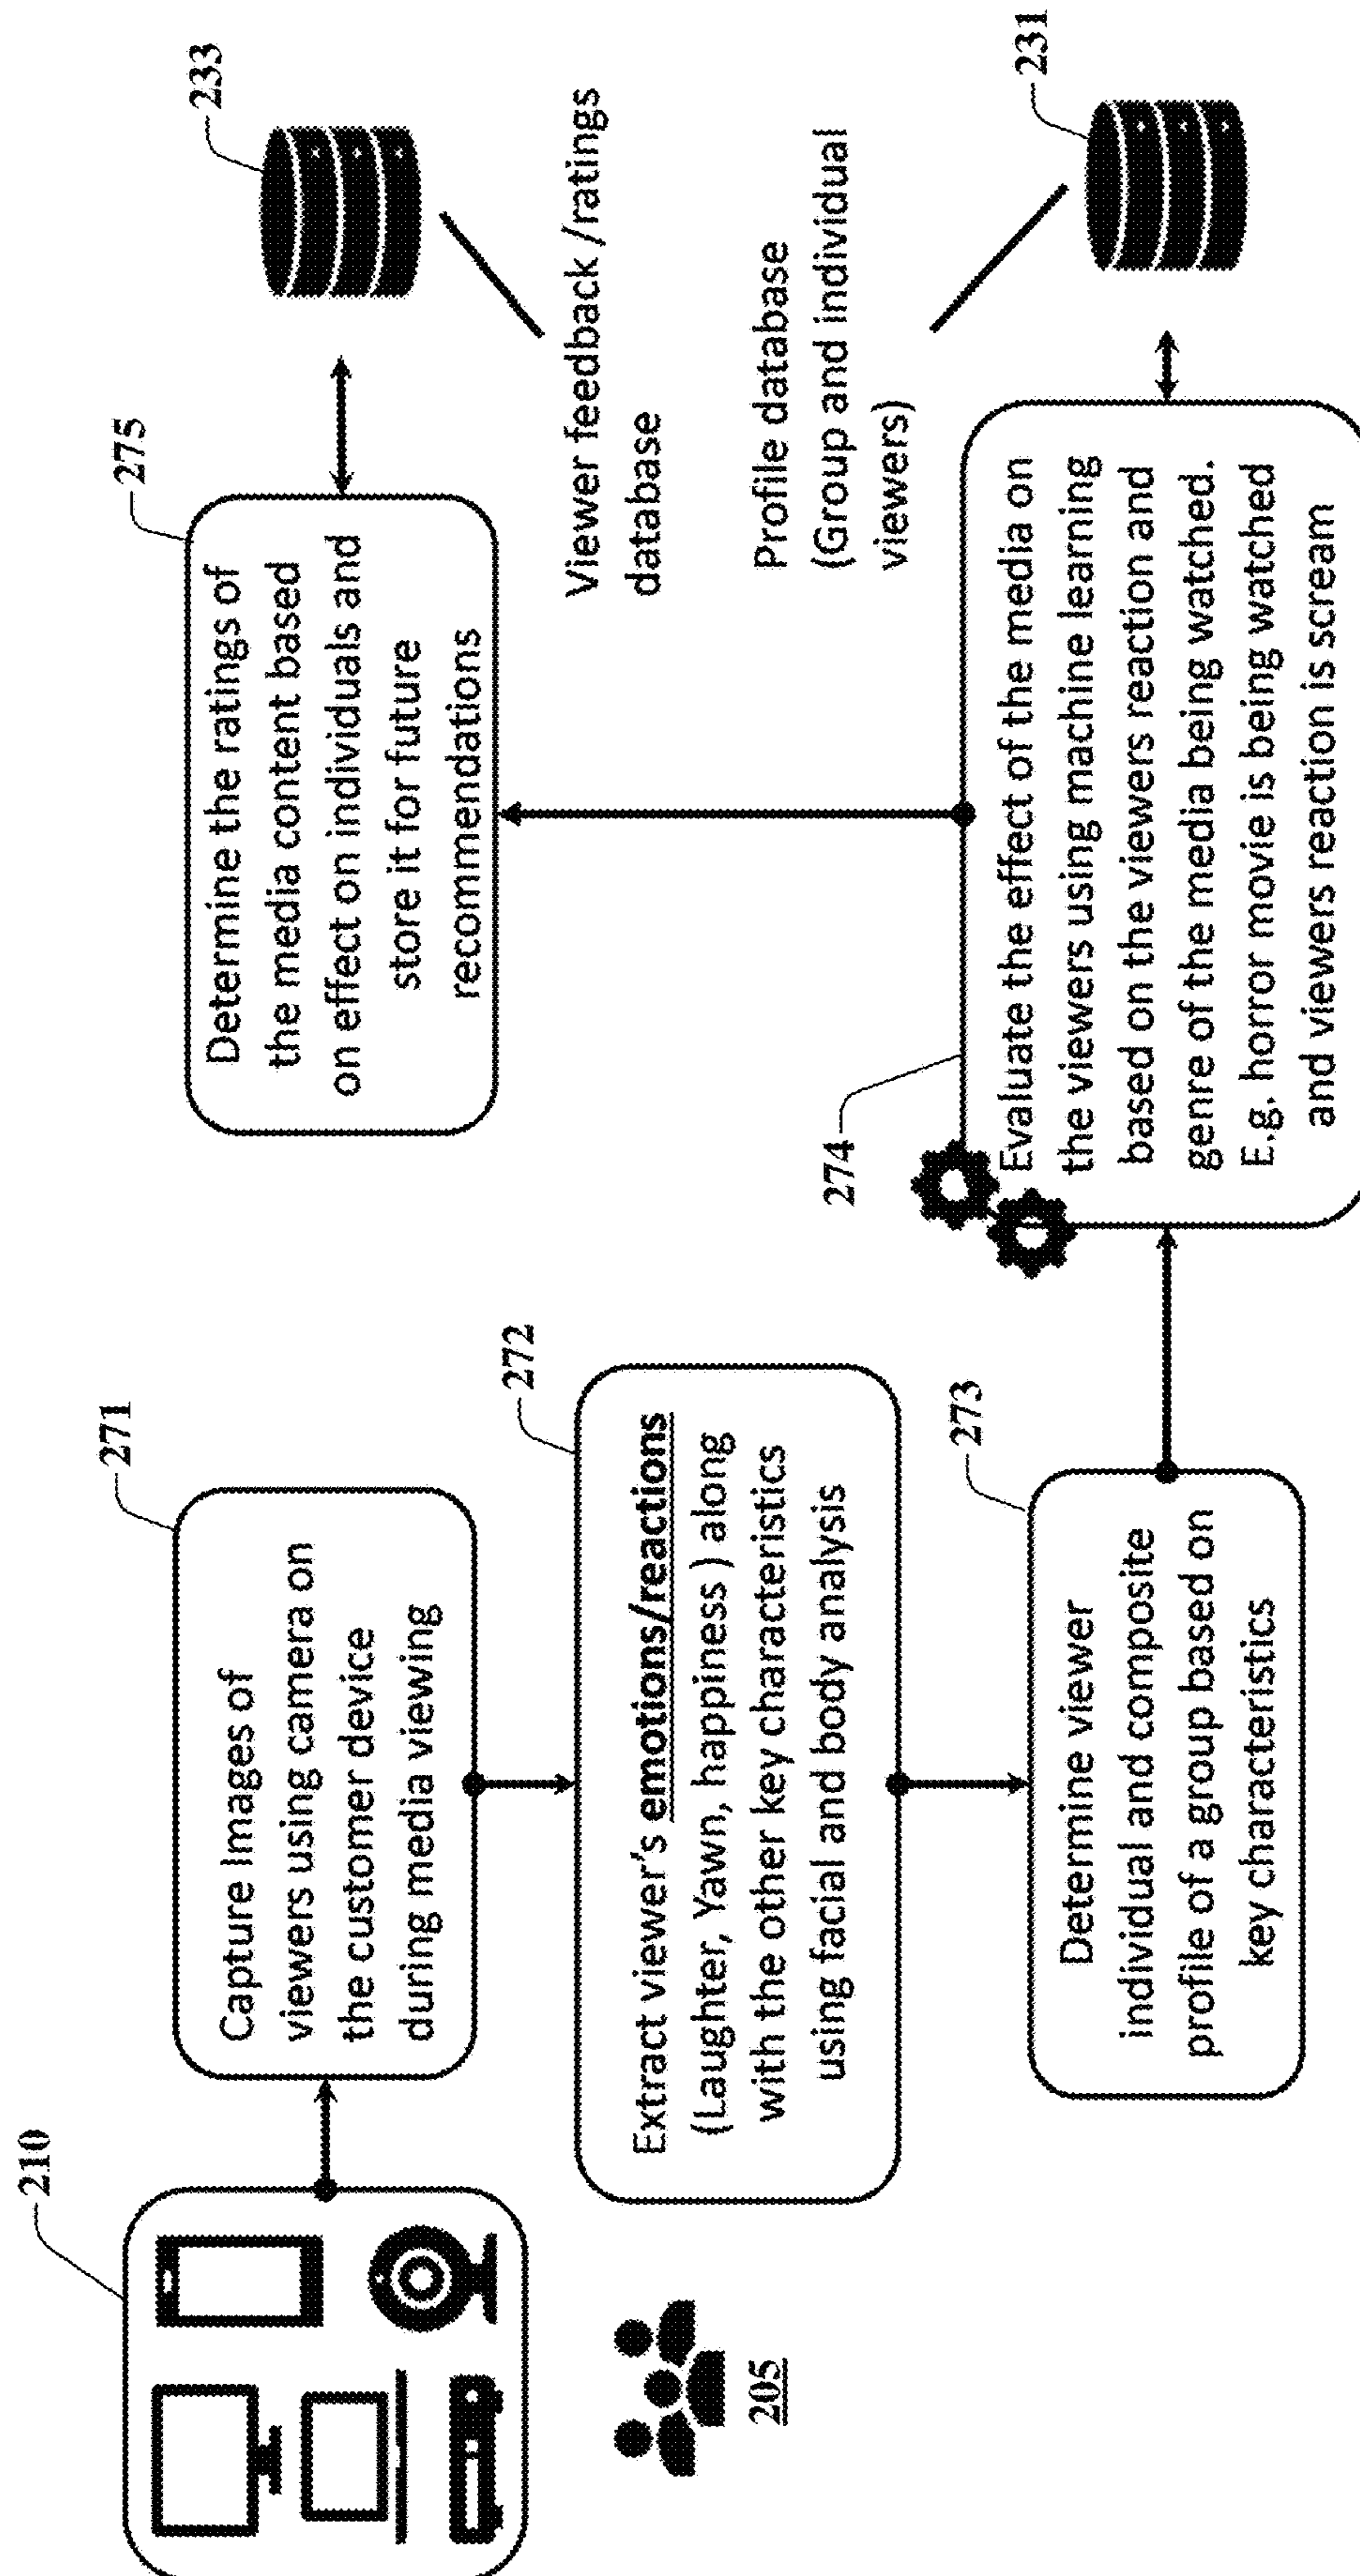 210
205
271
Capture Images of
viewers using camera on
the customer device
during media viewing
272
Extract viewer's emotions/reactions
(Laughter, Yawn, happiness ) along
with the other key characteristics
using facial and body analysis
273
Determine viewer
individual and composite
profile of a group based on
key characteristics
274
Evaluate the effect of the media on
the viewers using machine learning
based on the viewers reaction and
genre of the media being watched.
E.g. horror movie is being watched
and viewers reaction is scream
275
Determine the ratings of
the media content based
on effect on individuals and
store it for future
recommendations
233
Viewer feedback /ratings
database
Profile database
(Group and individual
viewers)
231